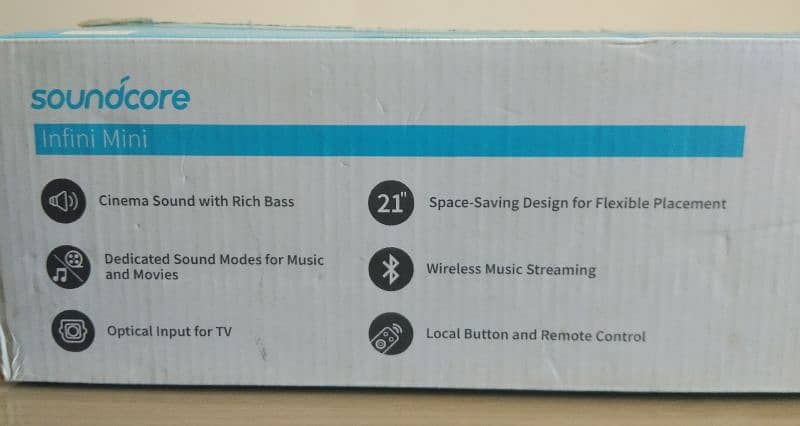 soundcore
Infini Mini
Cinema Sound with Rich Bass
21" Space-Saving Design for Flexible Placement
Dedicated Sound Modes for Music
and Movies
Wireless Music Streaming
Optical Input for TV
Local Button and Remote Control